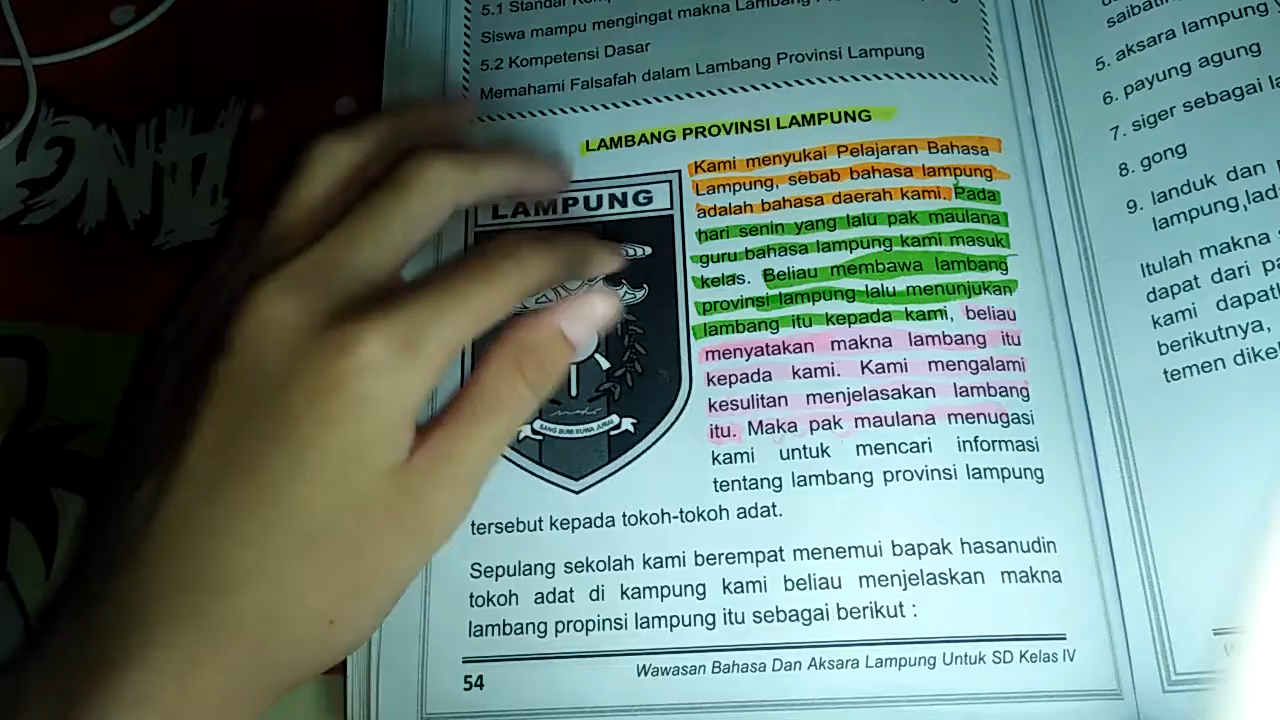 5.1 Standar
Siswa mampu mengingat makna Lambang
5.2 Kompetensi Dasar
Memahami Falsafah dalam Lambang Provinsi Lampung
LAMBANG PROVINSI LAMPUNG
LAMPUNG
SANG BUMI RUWA JURAI
Kami menyukai Pelajaran Bahasa
Lampung, sebab bahasa lampung
adalah bahasa daerah kami. Pada
hari senin yang lalu pak maulana
guru bahasa lampung kami masuk
kelas. Beliau membawa lambang
provinsi lampung lalu menunjukan
lambang itu kepada kami, beliau
menyatakan makna lambang itu
kepada kami. Kami mengalami
kesulitan menjelasakan lambang
itu. Maka pak maulana menugasi
kami untuk mencari informasi
tentang lambang provinsi lampung
tersebut kepada tokoh-tokoh adat.
Sepulang sekolah kami berempat menemui bapak hasanudin
tokoh adat di kampung kami beliau menjelaskan makna
lambang propinsi lampung itu sebagai berikut :
Wawasan Bahasa Dan Aksara Lampung Untuk SD Kelas IV
54
5. aksara lampung
6. payung agung
7. siger sebagai
8. gong
9. landuk dan
lampung,lad
Itulah makna
dapat dari
kami dapat
berikutnya,
temen dike